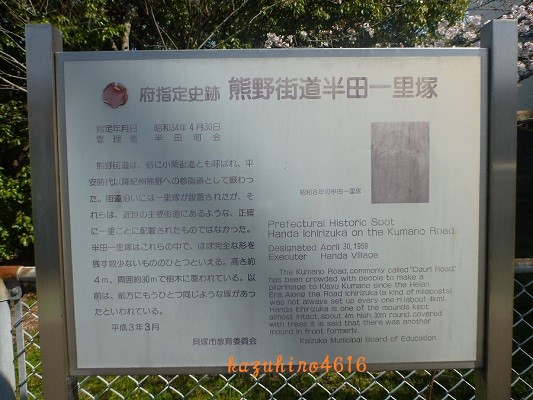 府指定史跡 熊野街道半田一里塚
指定年月日 昭和34年4月30日
管理者 半田町会
熊野街道は、俗に小栗街道とも呼ばれ、平
安時代以降紀州熊野への参詣道として賑わっ
た。街道沿いには一里塚が設置されたが、そ
れらは、近世の主要街道にあるような、正確
に一里ごとに配置されたものではなかった。
半田一里塚はこれらの中で、ほぼ完全な形を
残す数少ないもののひとつといえる。高さ約
4m、周囲約30mで樹木に覆われている。以
前は、前方にもうひとつ同じような塚があっ
たといわれている。
平成3年3月
貝塚市教育委員会
昭和8年の半田一里塚
Prefectural Historic Spot
Handa Ichirizuka on the Kumano Road
Designated April 30, 1959
Executer Handa Village
The Kumano Road, commonly called "Oguri Road,"
has been crowded with people to make a
pilgrimage to Kisyu Kumano since the Heian
Era. Along the Road Ichirizuka (a kind of milepost)
was not always set up every one ri (about 4km).
Handa Ichirizuka is one of the mounds kept
almost intact, about 4m high, 30m round, covered
with trees. It is said that there was another
mound in front formerly.
Kaizuka Municipal Board of Education
kazuhiro4616